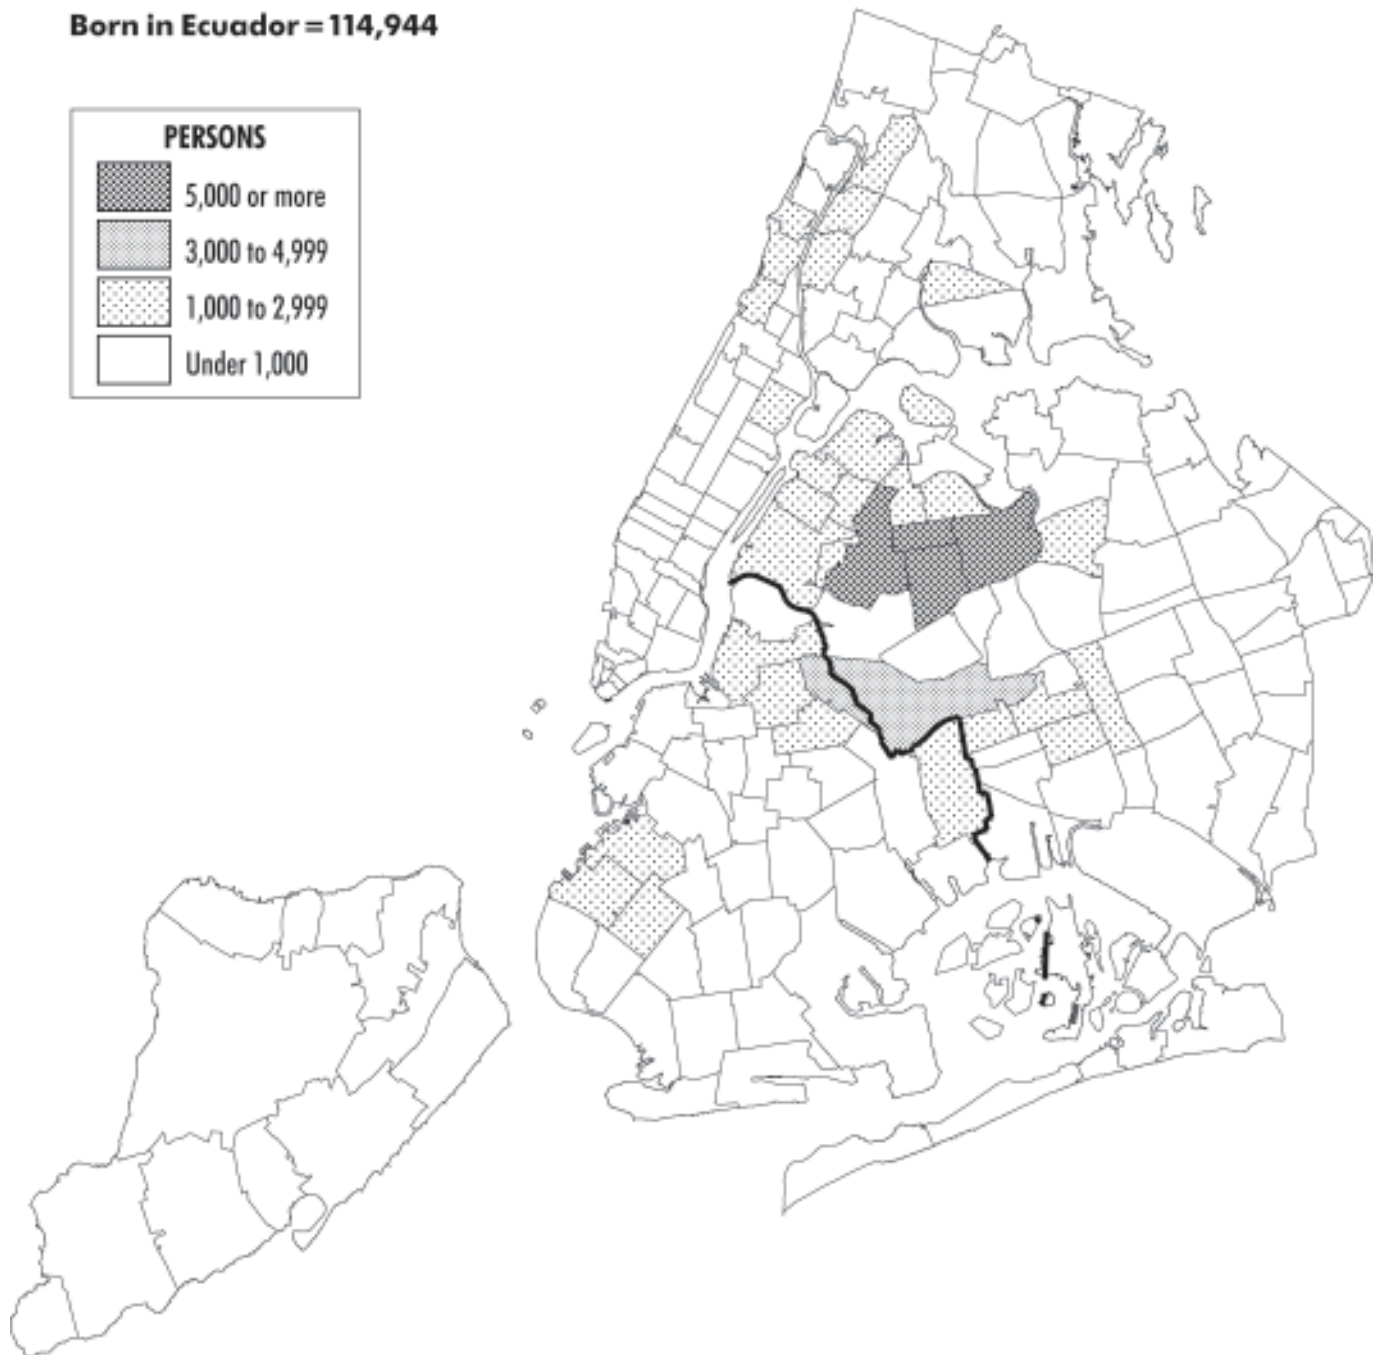 Born in Ecuador = 114,944
PERSONS
5,000 or more
3,000 to 4,999
1,000 to 2,999
Under 1,000